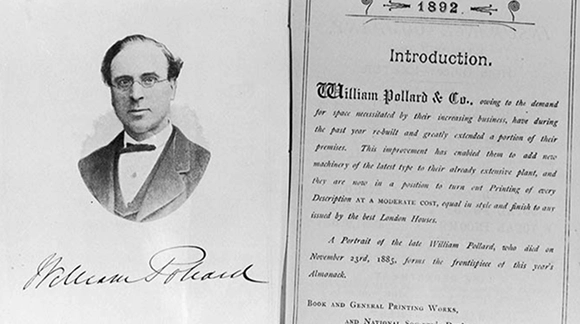 William Pollard
1892
Introduction.
William Pollard & Co., owing to the demand
for space necessitated by their increasing business, have during
the past year re-built and greatly extended a portion of their
premises. This improvement has enabled them to add new
machinery of the latest type to their already extensive plant, and
they are now in a position to turn out Printing of every
Description AT A MODERATE COST, equal in style and finish to any
issued by the best London Houses.
A Portrait of the late William Pollard, who died on
November 23rd, 1885, forms the frontispiece of this year's
Almanack.
BOOK AND GENERAL PRINTING WORKS,
AND NATIONAL